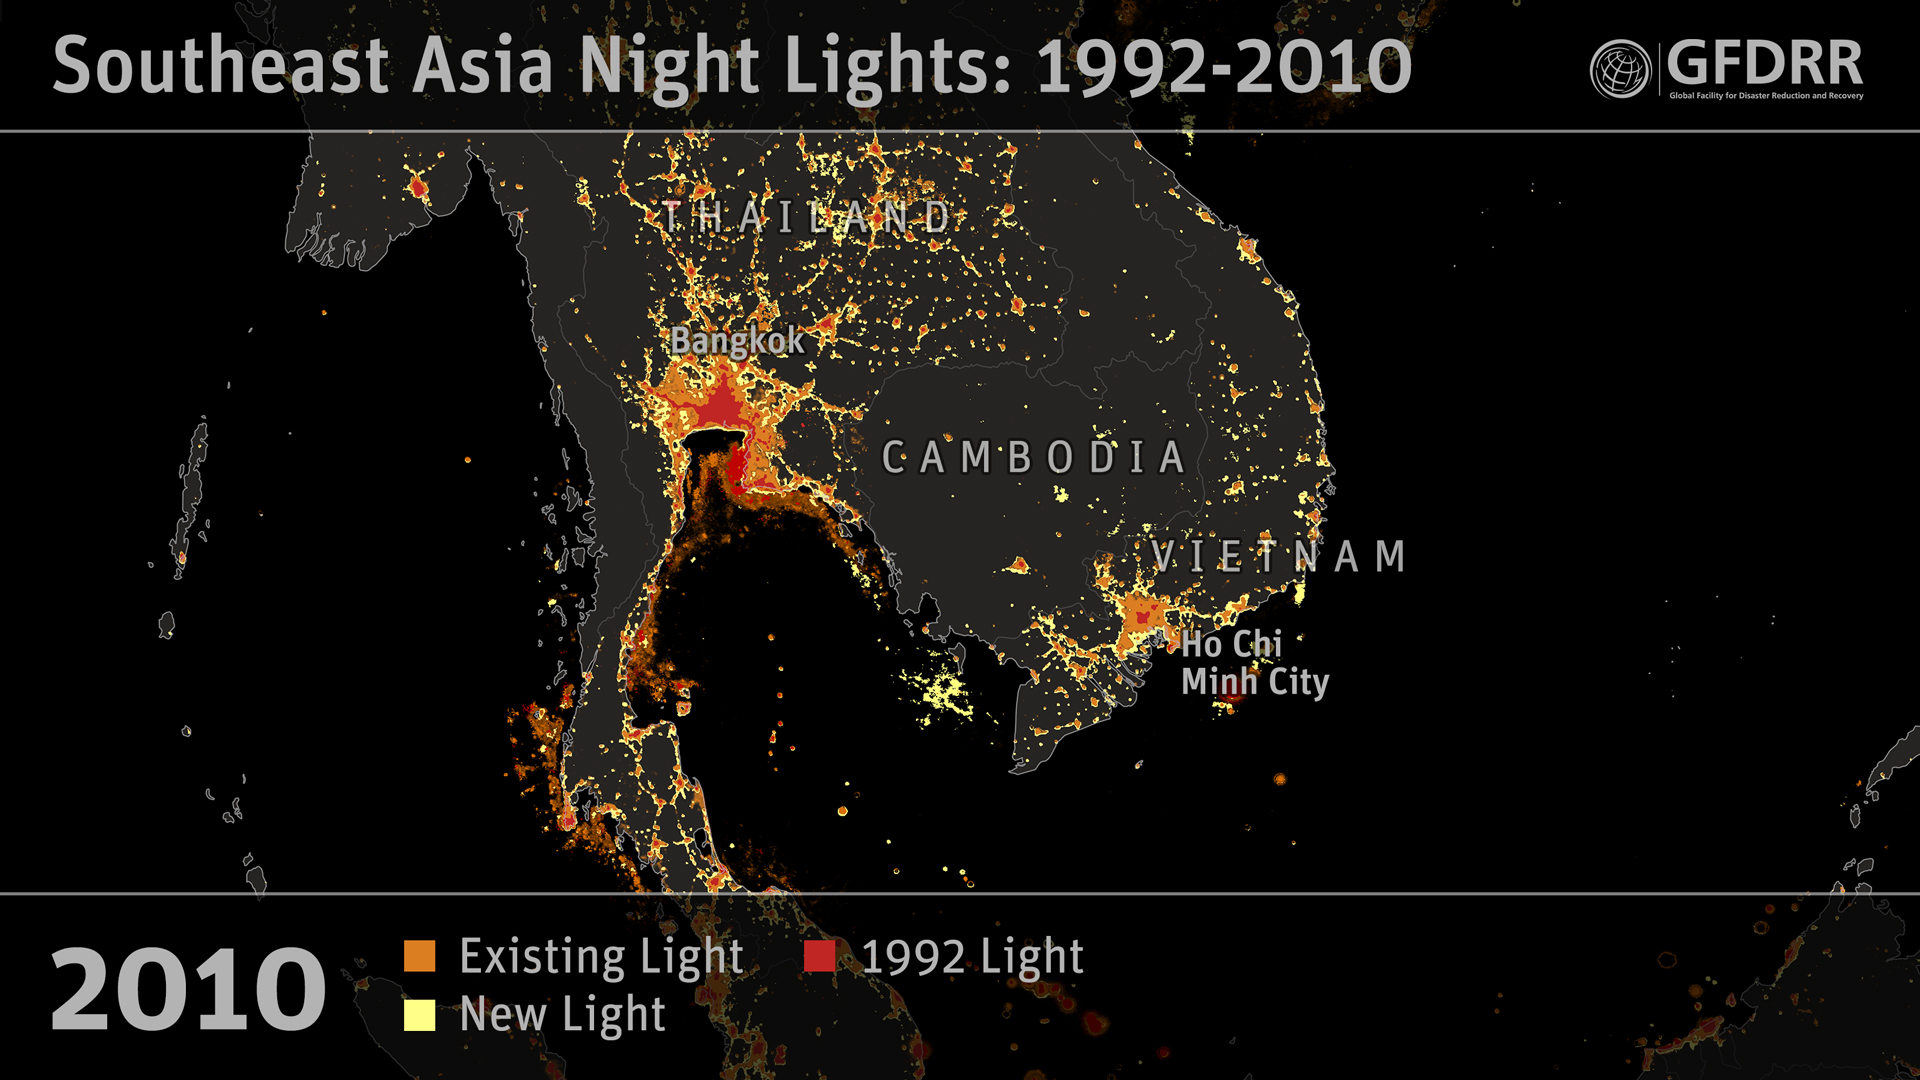 Southeast Asia Night Lights: 1992-2010
GFDRR
Global Facility for Disaster Reduction and Recovery
THAILAND
Bangkok
CAMBODIA
VIETNAM
Ho Chi
Minh City
2010
Existing Light
1992 Light
New Light